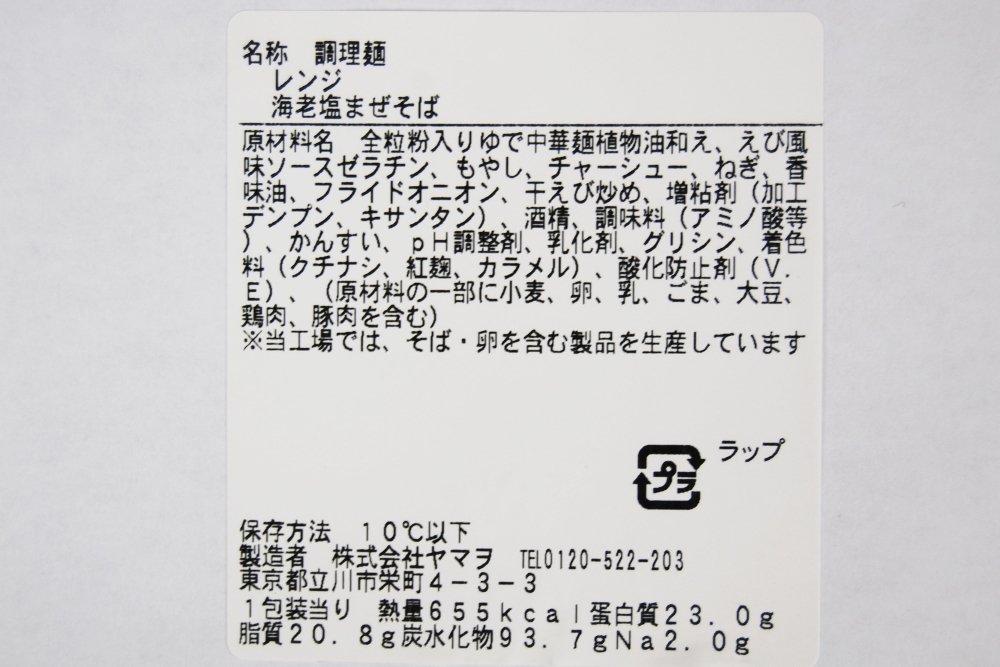 名称　調理麺
レンジ
海老塩まぜそば
原材料名　全粒粉入りゆで中華麺植物油和え、えび風
味ソースゼラチン、もやし、チャーシュー、ねぎ、香
味油、フライドオニオン、干えび炒め、増粘剤（加工
デンプン、キサンタン）、酒精、調味料（アミノ酸等
）、かんすい、ｐＨ調整剤、乳化剤、グリシン、着色
料（クチナシ、紅麹、カラメル）、酸化防止剤（Ｖ．
Ｅ）、（原材料の一部に小麦、卵、乳、ごま、大豆、
鶏肉、豚肉を含む）
※当工場では、そば・卵を含む製品を生産しています
プラ ラップ
保存方法　１０℃以下
製造者　株式会社ヤマヲ　TEL0120-522-203
東京都立川市栄町４－３－３
１包装当り　熱量６５５ｋｃａｌ蛋白質２３．０ｇ
脂質２０．８ｇ炭水化物９３．７ｇＮａ２．０ｇ